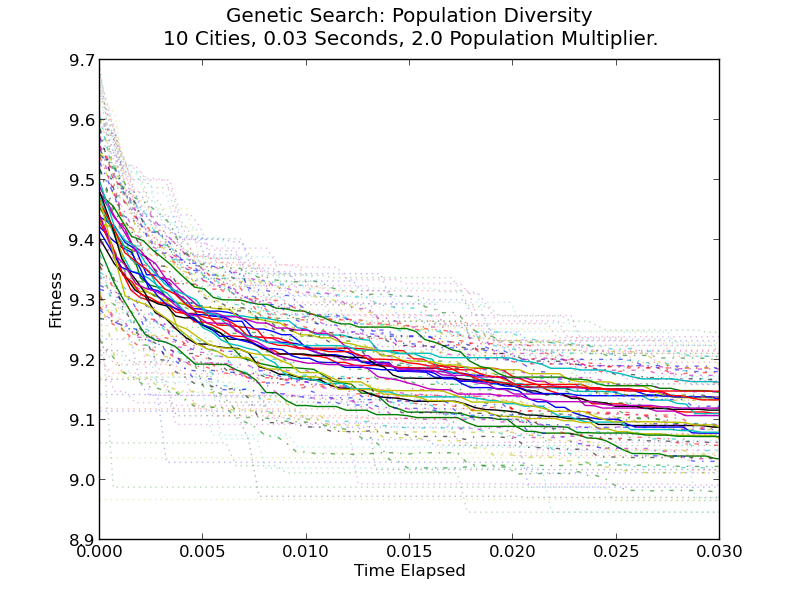 Genetic Search: Population Diversity
10 Cities, 0.03 Seconds, 2.0 Population Multiplier.
9.7
9.6
9.5
9.4
9.3
9.2
9.1
9.0
8.9
Fitness
0.000 0.005 0.010 0.015 0.020 0.025 0.030
Time Elapsed